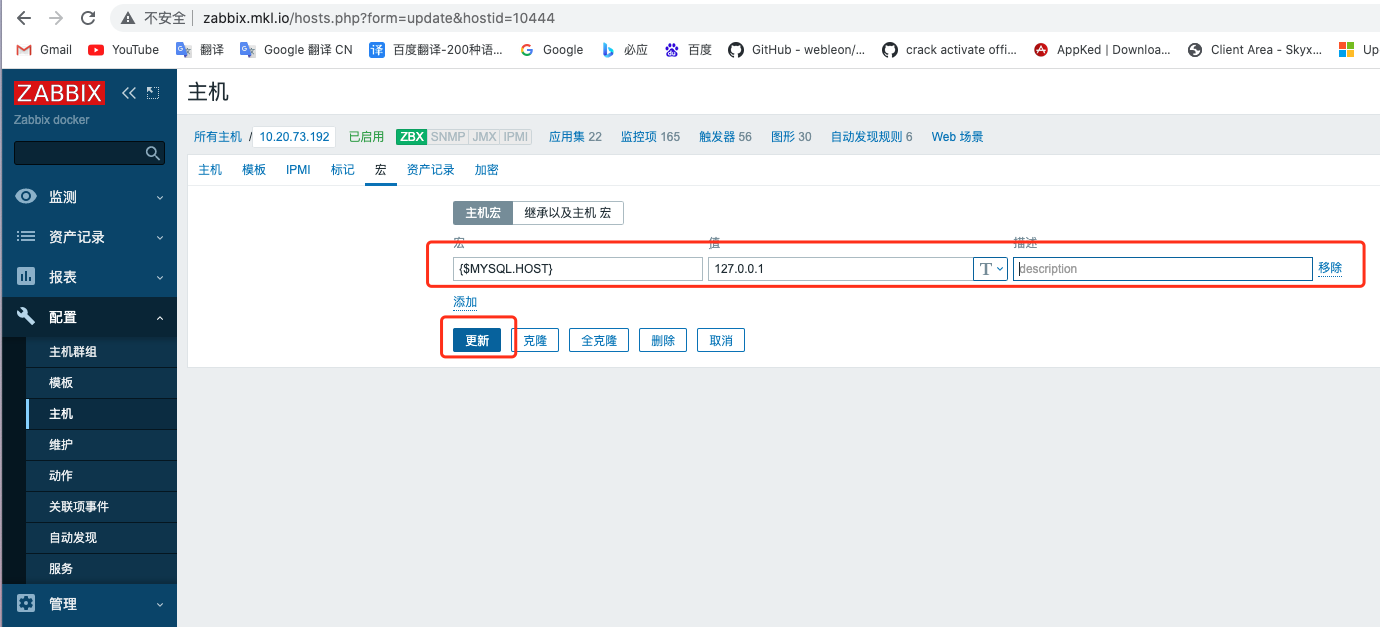 不安全 zabbix.mkl.io/hosts.php?form=update&hostid=10444
Gmail YouTube 翻译 Google 翻译 CN 百度翻译-200种语... Google 必应 百度 GitHub - webleon/... crack activate offi... AppKed | Downloa... Client Area - Skyx... Up
ZABBIX
Zabbix docker
监测
资产记录
报表
配置
主机群组
模板
主机
维护
动作
关联项事件
自动发现
服务
管理
主机
所有主机 / 10.20.73.192 已启用 ZBX SNMP JMX IPMI 应用集 22 监控项 165 触发器 56 图形 30 自动发现规则 6 Web 场景
主机 模板 IPMI 标记 宏 资产记录 加密
主机宏 继承以及主机 宏
宏 值 描述
{$MYSQL.HOST} 127.0.0.1 T description 移除
添加
更新 克隆 全克隆 删除 取消